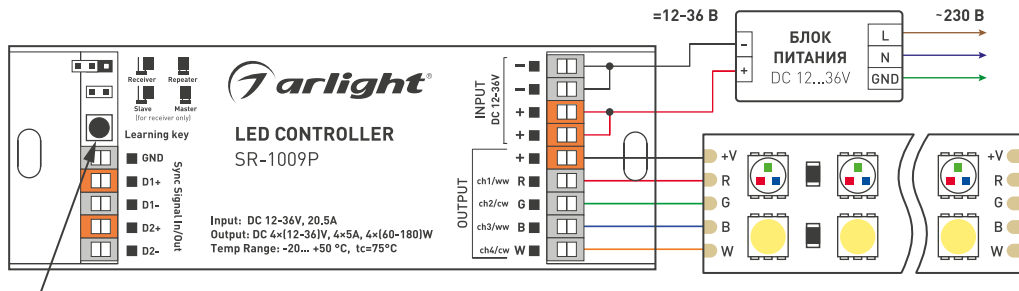 =12-36 В
~230 В
БЛОК
ПИТАНИЯ
DC 12...36V
-
+
L
N
GND
Receiver
Repeater
Slave
Master
(for receiver only)
Learning key
GND
D1+
D1-
D2+
D2-
Sync Signal In/Out
arlight®
LED CONTROLLER
SR-1009P
Input: DC 12-36V, 20,5A
Output: DC 4×(12-36)V, 4×5A, 4×(60-180)W
Temp Range: -20... +50 °C, tc=75°C
INPUT
DC 12-36V
-
-
+
+
OUTPUT
+
ch1/ww R
ch2/cw G
ch3/ww B
ch4/cw W
+V
R
G
B
W
+V
R
G
B
W